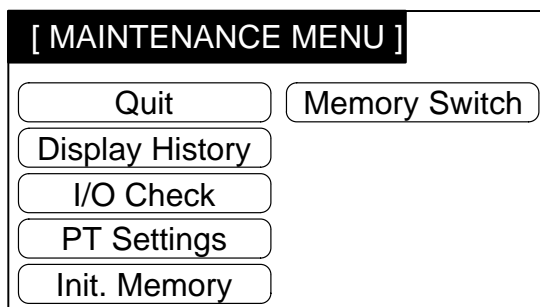 [ MAINTENANCE MENU ]
Quit
Memory Switch
Display History
I/O Check
PT Settings
Init. Memory